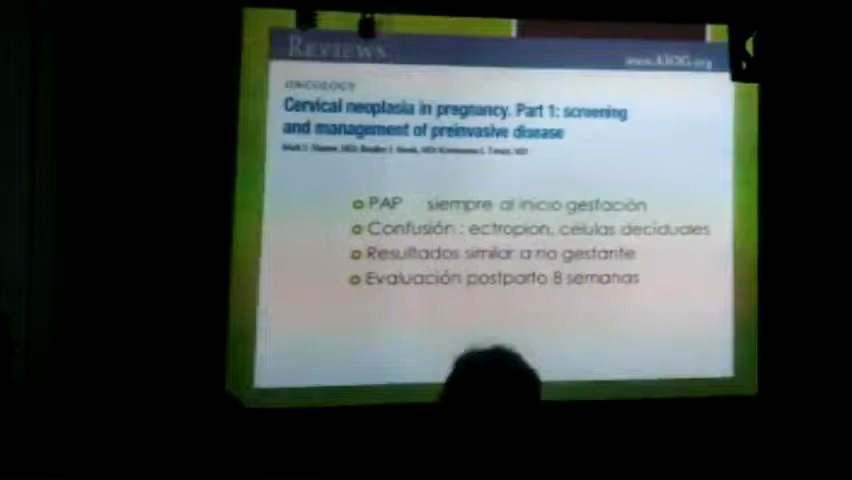 REVIEWS
www.AJOG.org
ONCOLOGY
Cervical neoplasia in pregnancy. Part 1: screening
and management of preinvasive disease
PAP siempre al inicio gestación
Confusión : ectropion, células deciduales
Resultados similar a no gestante
Evaluación postparto 8 semanas